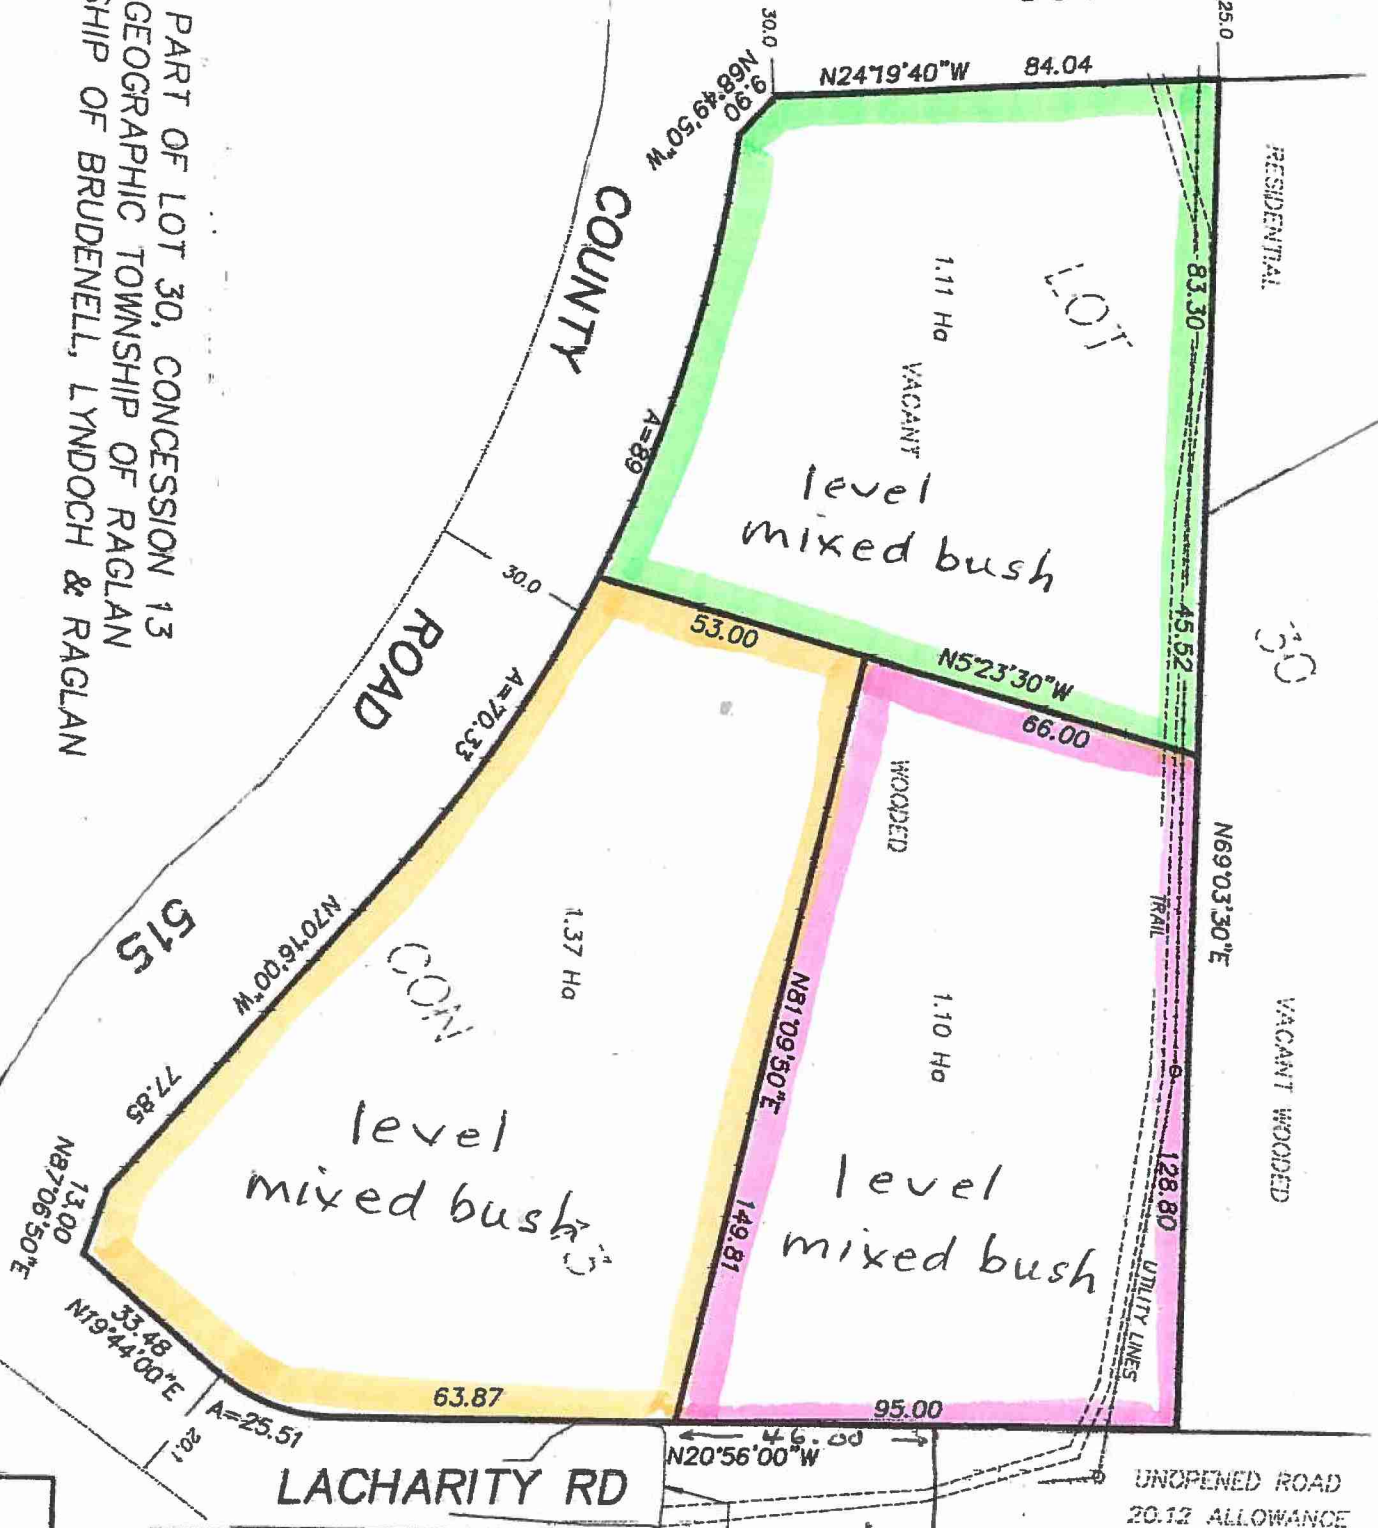 25.0
30.0
N24°19'40"W 84.04
9.90
N68°49'50"W
RESIDENTIAL
PART OF LOT 30, CONCESSION 13
GEOGRAPHIC TOWNSHIP OF RAGLAN
SHIP OF BRUDENELL, LYNDOCH & RAGLAN
COUNTY
ROAD
515
LOT
30
1.11 Ha
VACANT
level
mixed bush
83.30
45.52
A=89
30.0
53.00
N5°23'30"W
66.00
A=70.33
WOODED
N69°03'30"E
TRAIL
N70°16'00"W
CON
1.37 Ha
N81°09'50"E
1.10 Ha
VACANT WOODED
77.85
level
mixed bush
level
mixed bush
149.81
128.80
UTILITY LINES
13.00
N87°06'50"E
33.48
N19°44'00"E
A=25.51
20.1
63.87
95.00
46.00
N20°56'00"W
LACHARITY RD
UNOPENED ROAD
20.12 ALLOWANCE